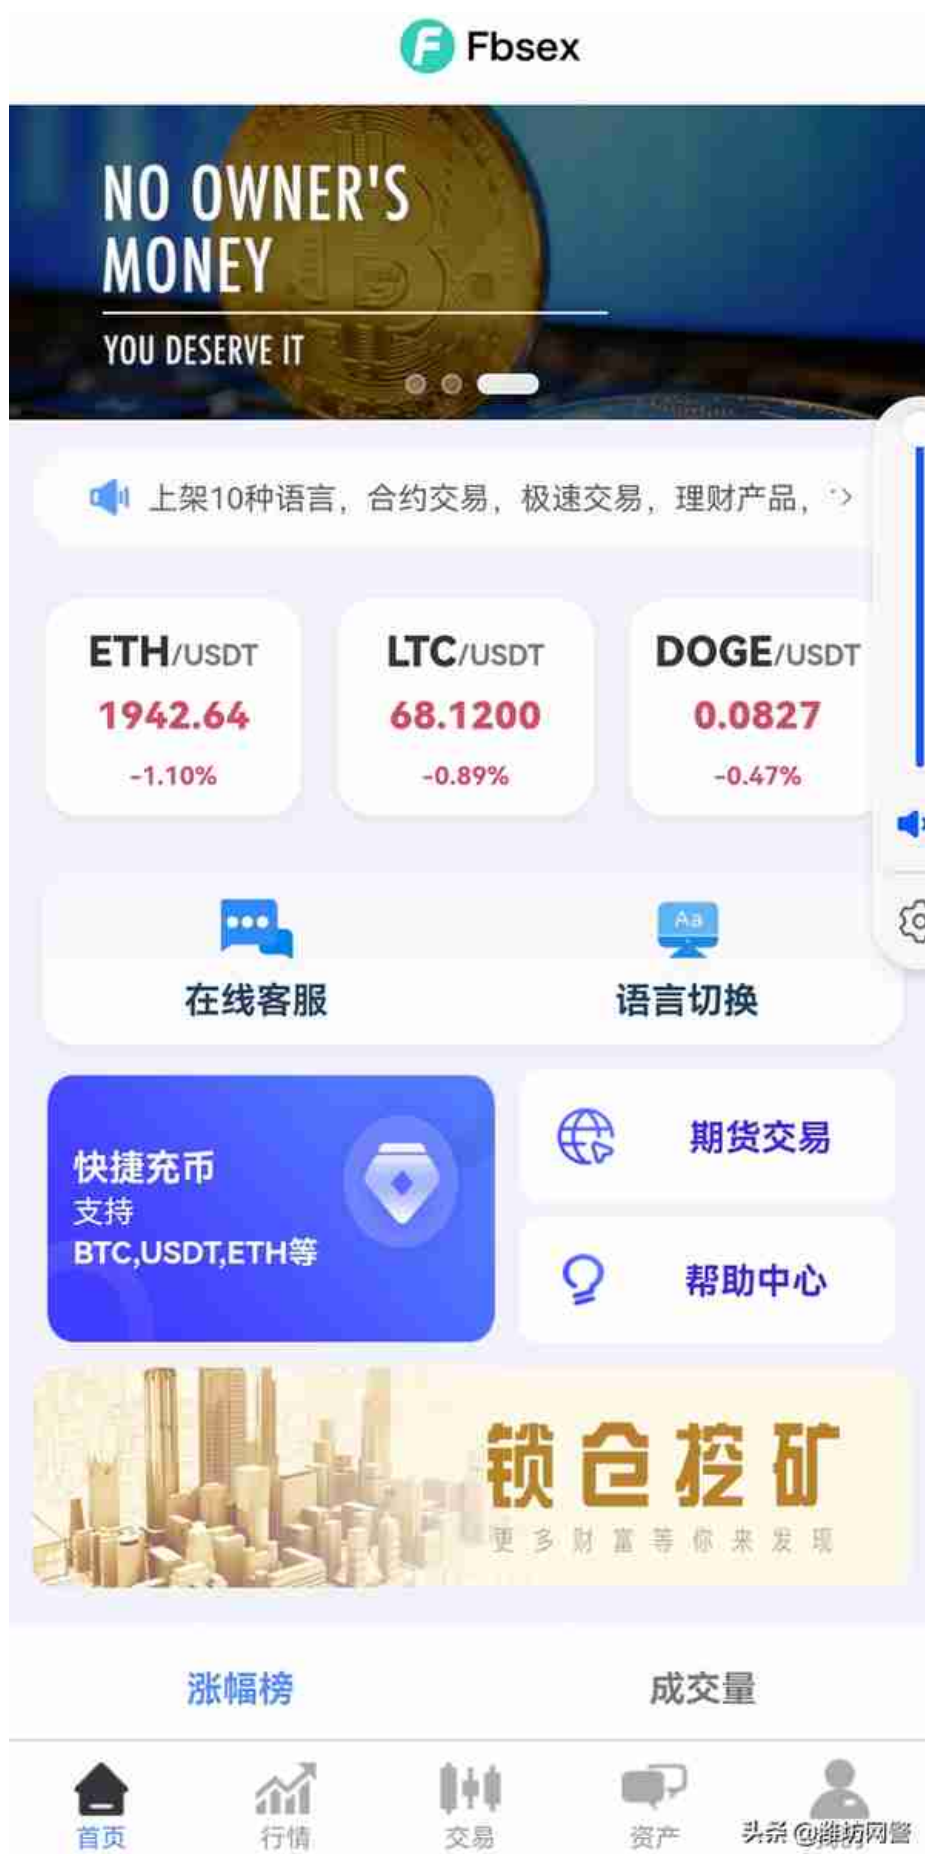 Fbsex
NO OWNER'S
MONEY
YOU DESERVE IT
上架10种语言，合约交易，极速交易，理财产品，
ETH/USDT
LTC/USDT
DOGE/USDT
1942.64
68.1200
0.0827
-1.10%
-0.89%
-0.47%
Aa
在线客服
语言切换
快捷充币
支持
BTC,USDT,ETH等
期货交易
帮助中心
锁仓挖矿
更多财富等你来发现
涨幅榜
成交量
首页
行情
交易
资产
头条 @潍坊网警